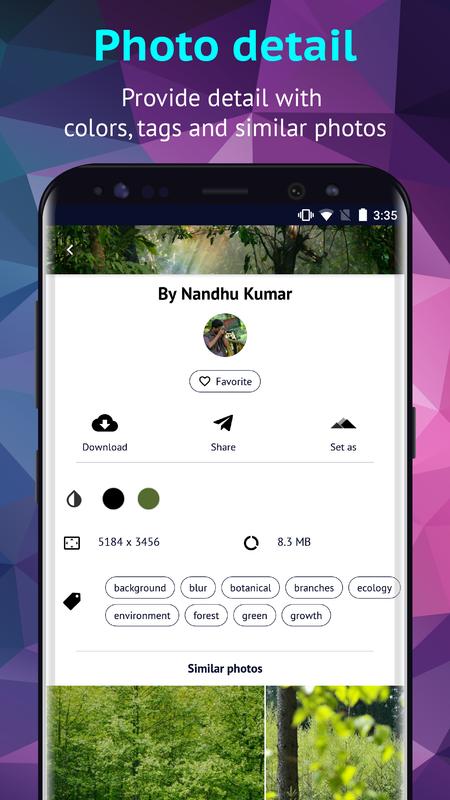 Photo detail
Provide detail with
colors, tags and similar photos
3:35
By Nandhu Kumar
Favorite
Download Share Set as
5184 x 3456 8.3 MB
background blur botanical branches ecology
environment forest green growth
Similar photos